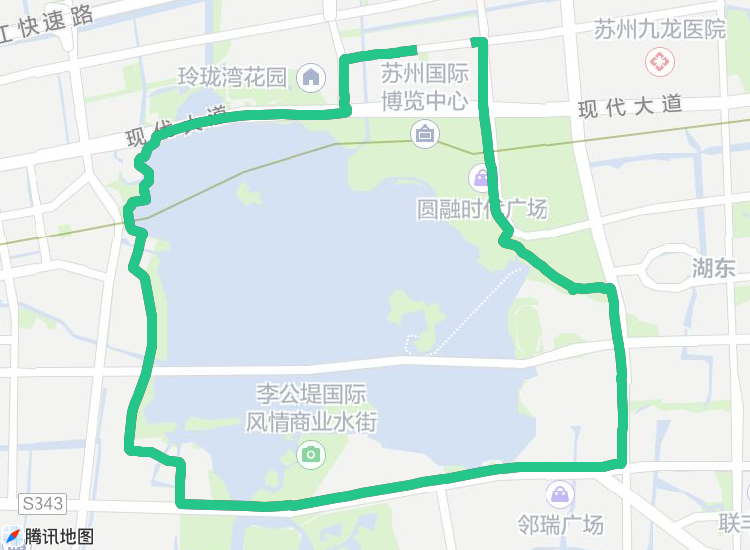 江快速路
苏州九龙医院
玲珑湾花园
苏州国际
博览中心
现代大道
现代大道
圆融时代广场
湖东
李公堤国际
风情商业水街
S343
邻瑞广场
腾讯地图